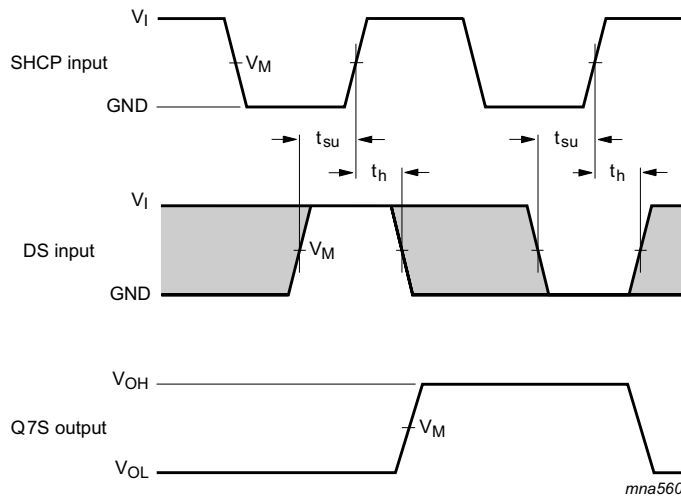 VI
SHCP input
VM
GND
tsu
tsu
th
th
VI
DS input
VM
GND
VOH
Q7S output
VM
VOL
mna560